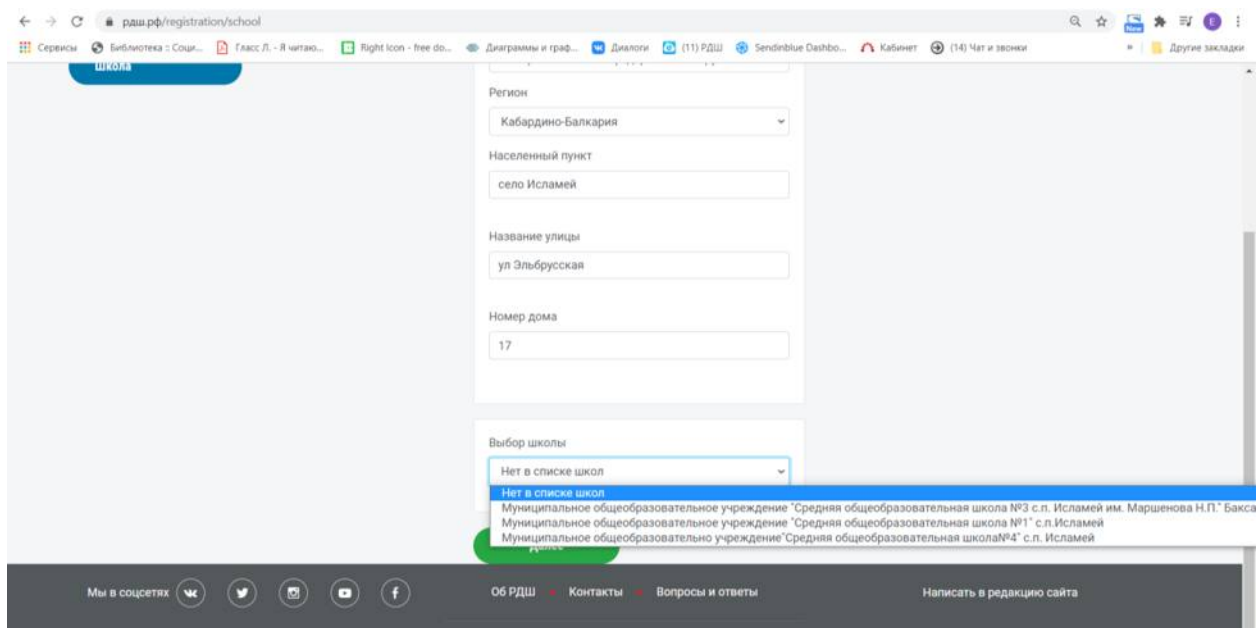 рдш.рф/registration/school
New
E
Сервисы Библиотека :: Соци... Гласс Л. - Я читаю... Right Icon - free do... Диаграммы и граф... Диалоги (11) РДШ Sendinblue Dashbo... Кабинет (14) Чат и звонки » Другие закладки
школа
Регион
Кабардино-Балкария
Населенный пункт
село Исламей
Название улицы
ул Эльбрусская
Номер дома
17
Выбор школы
Нет в списке школ
Нет в списке школ
Муниципальное общеобразовательное учреждение "Средняя общеобразовательная школа №3 с.п. Исламей им. Маршенова Н.П." Бакса
Муниципальное общеобразовательное учреждение "Средняя общеобразовательная школа №1" с.п.Исламей
Муниципальное общеобразовательно учреждение"Средняя общеобразовательная школа№4" с.п. Исламей
Далее
Мы в соцсетях Об РДШ Контакты Вопросы и ответы Написать в редакцию сайта